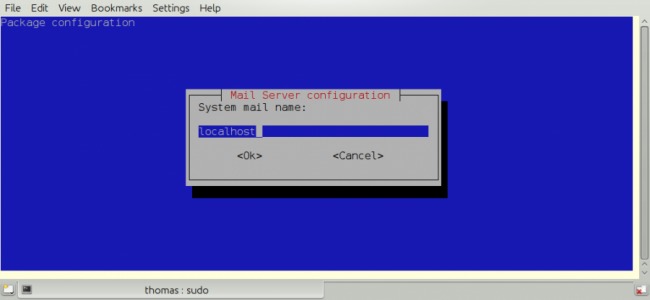 File Edit View Bookmarks Settings Help
Package configuration
Mail Server configuration
System mail name:
localhost
<Ok> <Cancel>
thomas : sudo